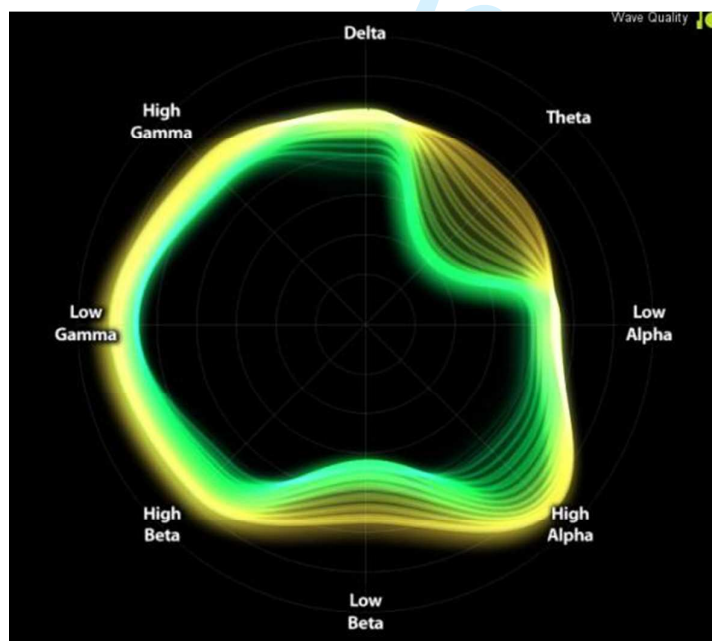 Wave Quality
Delta
High
Gamma
Theta
Low
Gamma
Low
Alpha
High
Beta
High
Alpha
Low
Beta